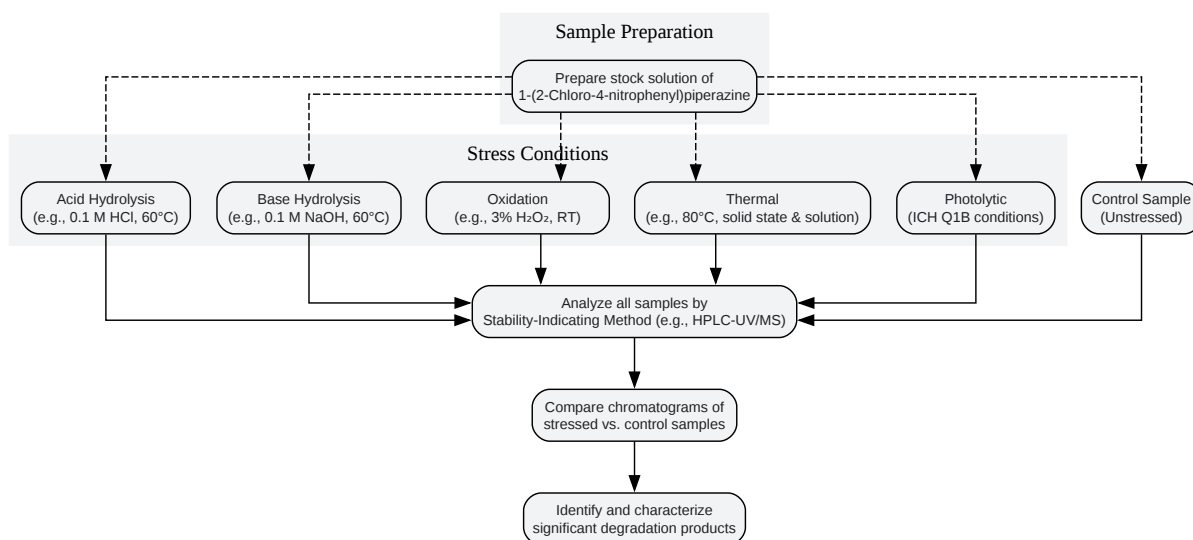 Sample Preparation
Prepare stock solution of
1-(2-Chloro-4-nitrophenyl)piperazine
Stress Conditions
Acid Hydrolysis
(e.g., 0.1 M HCl, 60°C)
Base Hydrolysis
(e.g., 0.1 M NaOH, 60°C)
Oxidation
(e.g., 3% H₂O₂, RT)
Thermal
(e.g., 80°C, solid state & solution)
Photolytic
(ICH Q1B conditions)
Control Sample
(Unstressed)
Analyze all samples by
Stability-Indicating Method (e.g., HPLC-UV/MS)
Compare chromatograms of
stressed vs. control samples
Identify and characterize
significant degradation products